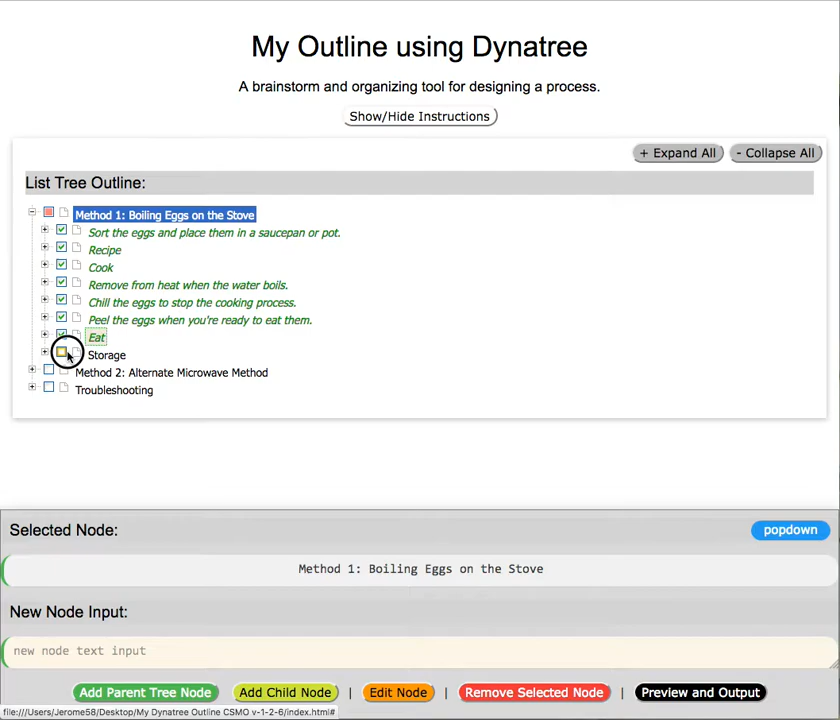 My Outline using Dynatree
A brainstorm and organizing tool for designing a process.
Show/Hide Instructions
+ Expand All
- Collapse All
List Tree Outline:
Method 1: Boiling Eggs on the Stove
Sort the eggs and place them in a saucepan or pot.
Recipe
Cook
Remove from heat when the water boils.
Chill the eggs to stop the cooking process.
Peel the eggs when you're ready to eat them.
Eat
Storage
Method 2: Alternate Microwave Method
Troubleshooting
Selected Node:
popdown
Method 1: Boiling Eggs on the Stove
New Node Input:
new node text input
Add Parent Tree Node
Add Child Node
|
Edit Node
|
Remove Selected Node
|
Preview and Output
file:///Users/Jerome58/Desktop/My Dynatree Outline CSMO v-1-2-6/index.html#